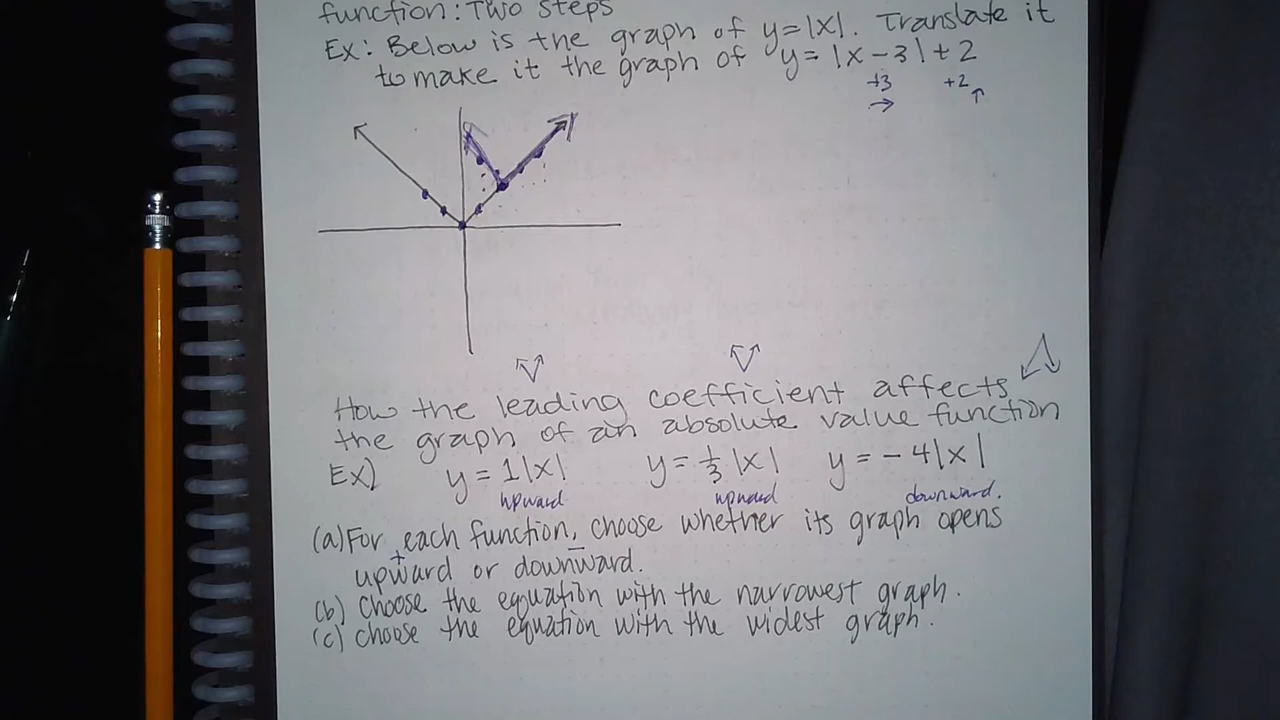 function: Two steps
Ex: Below is the graph of y=|x|. Translate it
to make it the graph of y = |x - 3| + 2
+3 +2
How the leading coefficient affects
the graph of an absolute value function
Ex) y = 1|x| y = 1/3 |x| y = - 4|x|
upward upward downward.
(a) For each function, choose whether its graph opens
+ −
upward or downward.
(b) Choose the equation with the narrowest graph.
(c) Choose the equation with the widest graph.